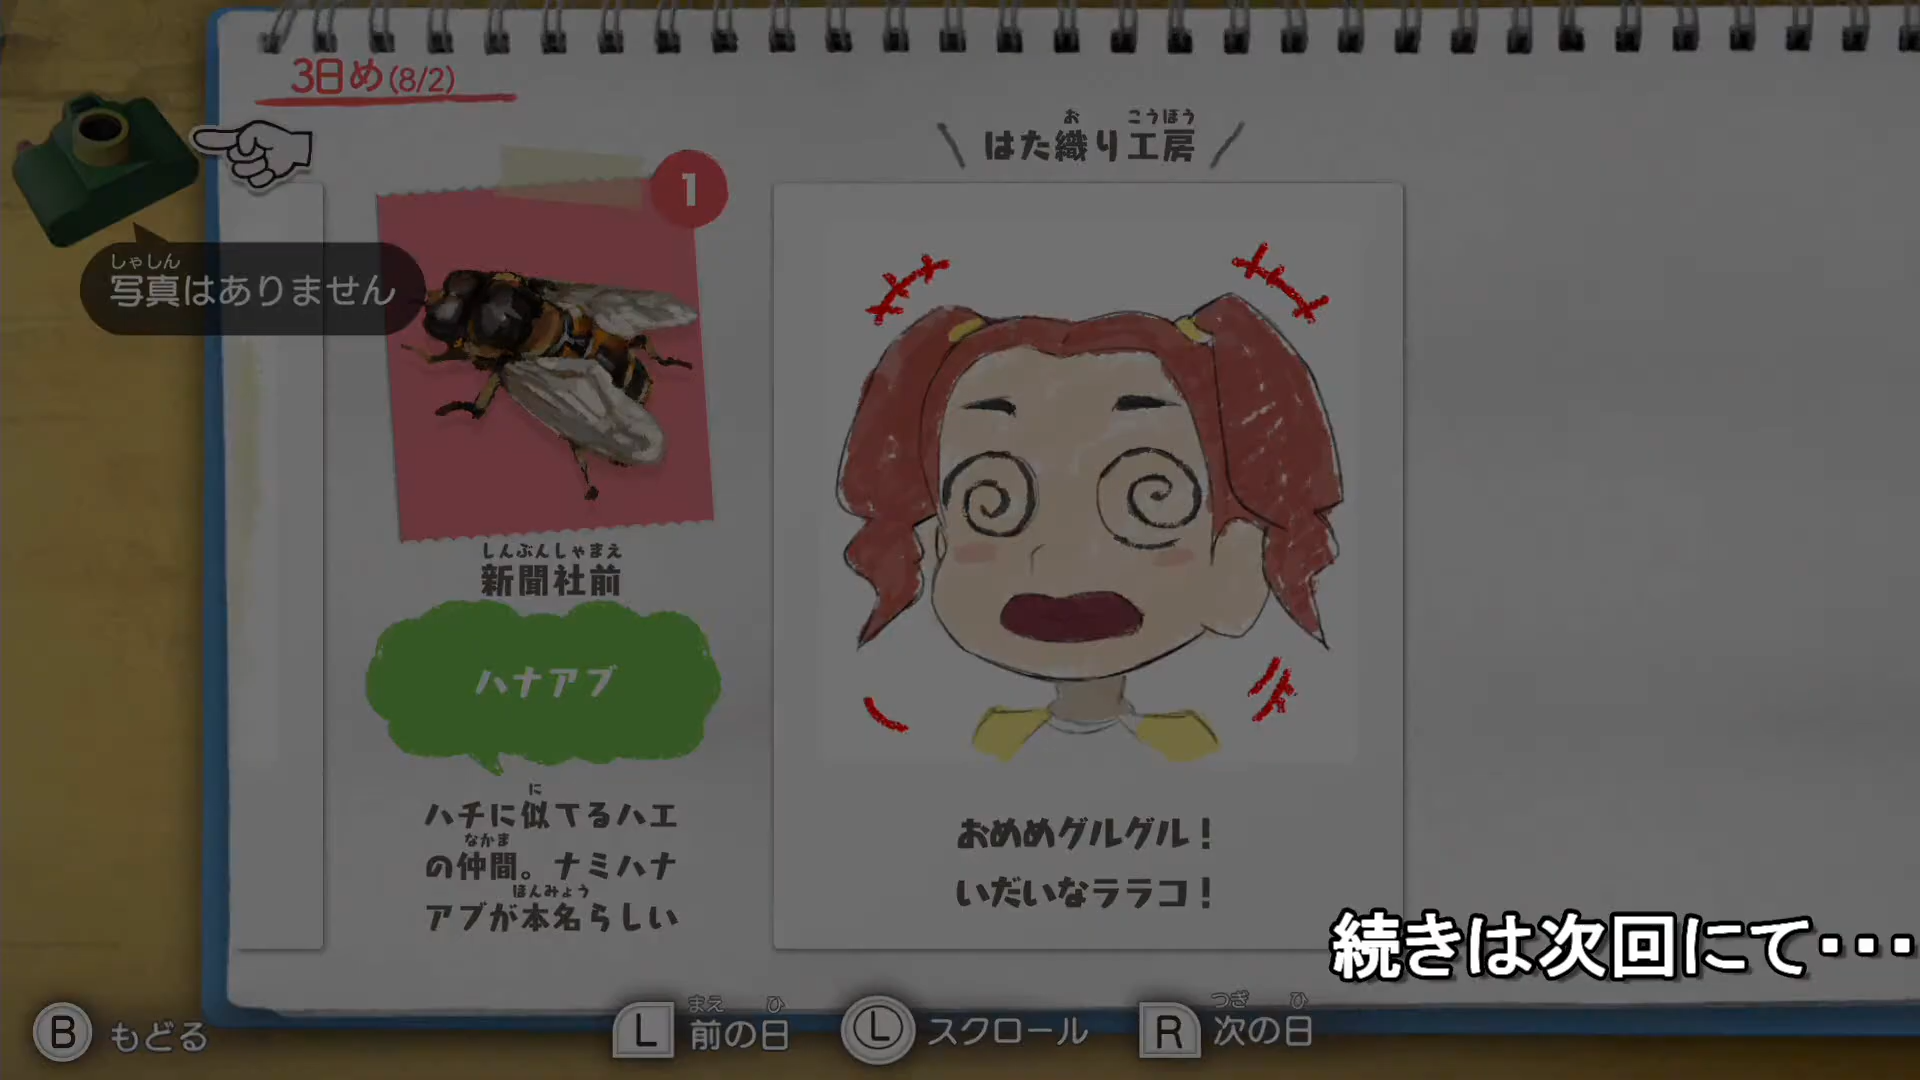 3日め(8/2)
しゃしん
写真はありません
1
しんぶんしゃまえ
新聞社前
ハナアブ
に
ハチに似てるハエ
なかま
の仲間。ナミハナ
ほんみょう
アブが本名らしい
お こうほう
はた織り工房
おめめグルグル！
いだいなララコ！
続きは次回にて・・・
B もどる
まえ ひ
L 前の日
L スクロール
つぎ ひ
R 次の日